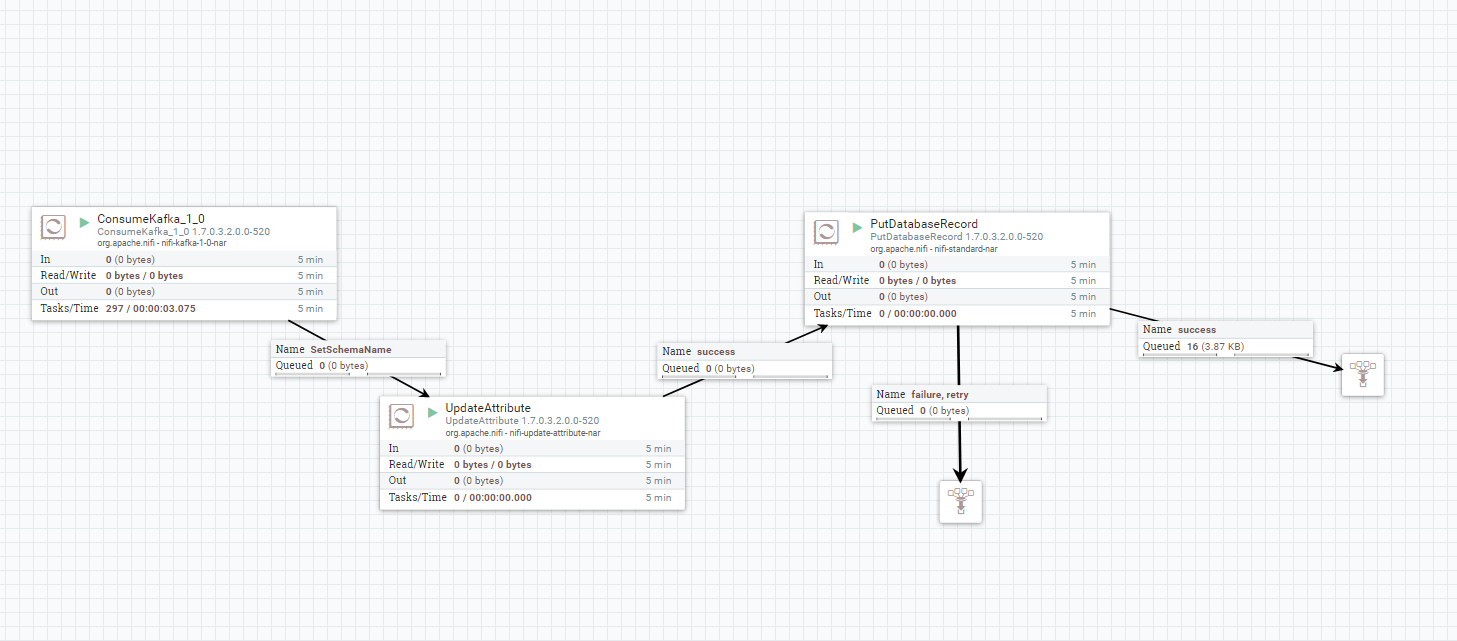 ConsumeKafka_1_0
ConsumeKafka_1_0 1.7.0.3.2.0.0-520
org.apache.nifi - nifi-kafka-1-0-nar
In 0 (0 bytes) 5 min
Read/Write 0 bytes / 0 bytes 5 min
Out 0 (0 bytes) 5 min
Tasks/Time 297 / 00:00:03.075 5 min
Name SetSchemaName
Queued 0 (0 bytes)
UpdateAttribute
UpdateAttribute 1.7.0.3.2.0.0-520
org.apache.nifi - nifi-update-attribute-nar
In 0 (0 bytes) 5 min
Read/Write 0 bytes / 0 bytes 5 min
Out 0 (0 bytes) 5 min
Tasks/Time 0 / 00:00:00.000 5 min
Name success
Queued 0 (0 bytes)
PutDatabaseRecord
PutDatabaseRecord 1.7.0.3.2.0.0-520
org.apache.nifi - nifi-standard-nar
In 0 (0 bytes) 5 min
Read/Write 0 bytes / 0 bytes 5 min
Out 0 (0 bytes) 5 min
Tasks/Time 0 / 00:00:00.000 5 min
Name failure, retry
Queued 0 (0 bytes)
Name success
Queued 16 (3.87 KB)